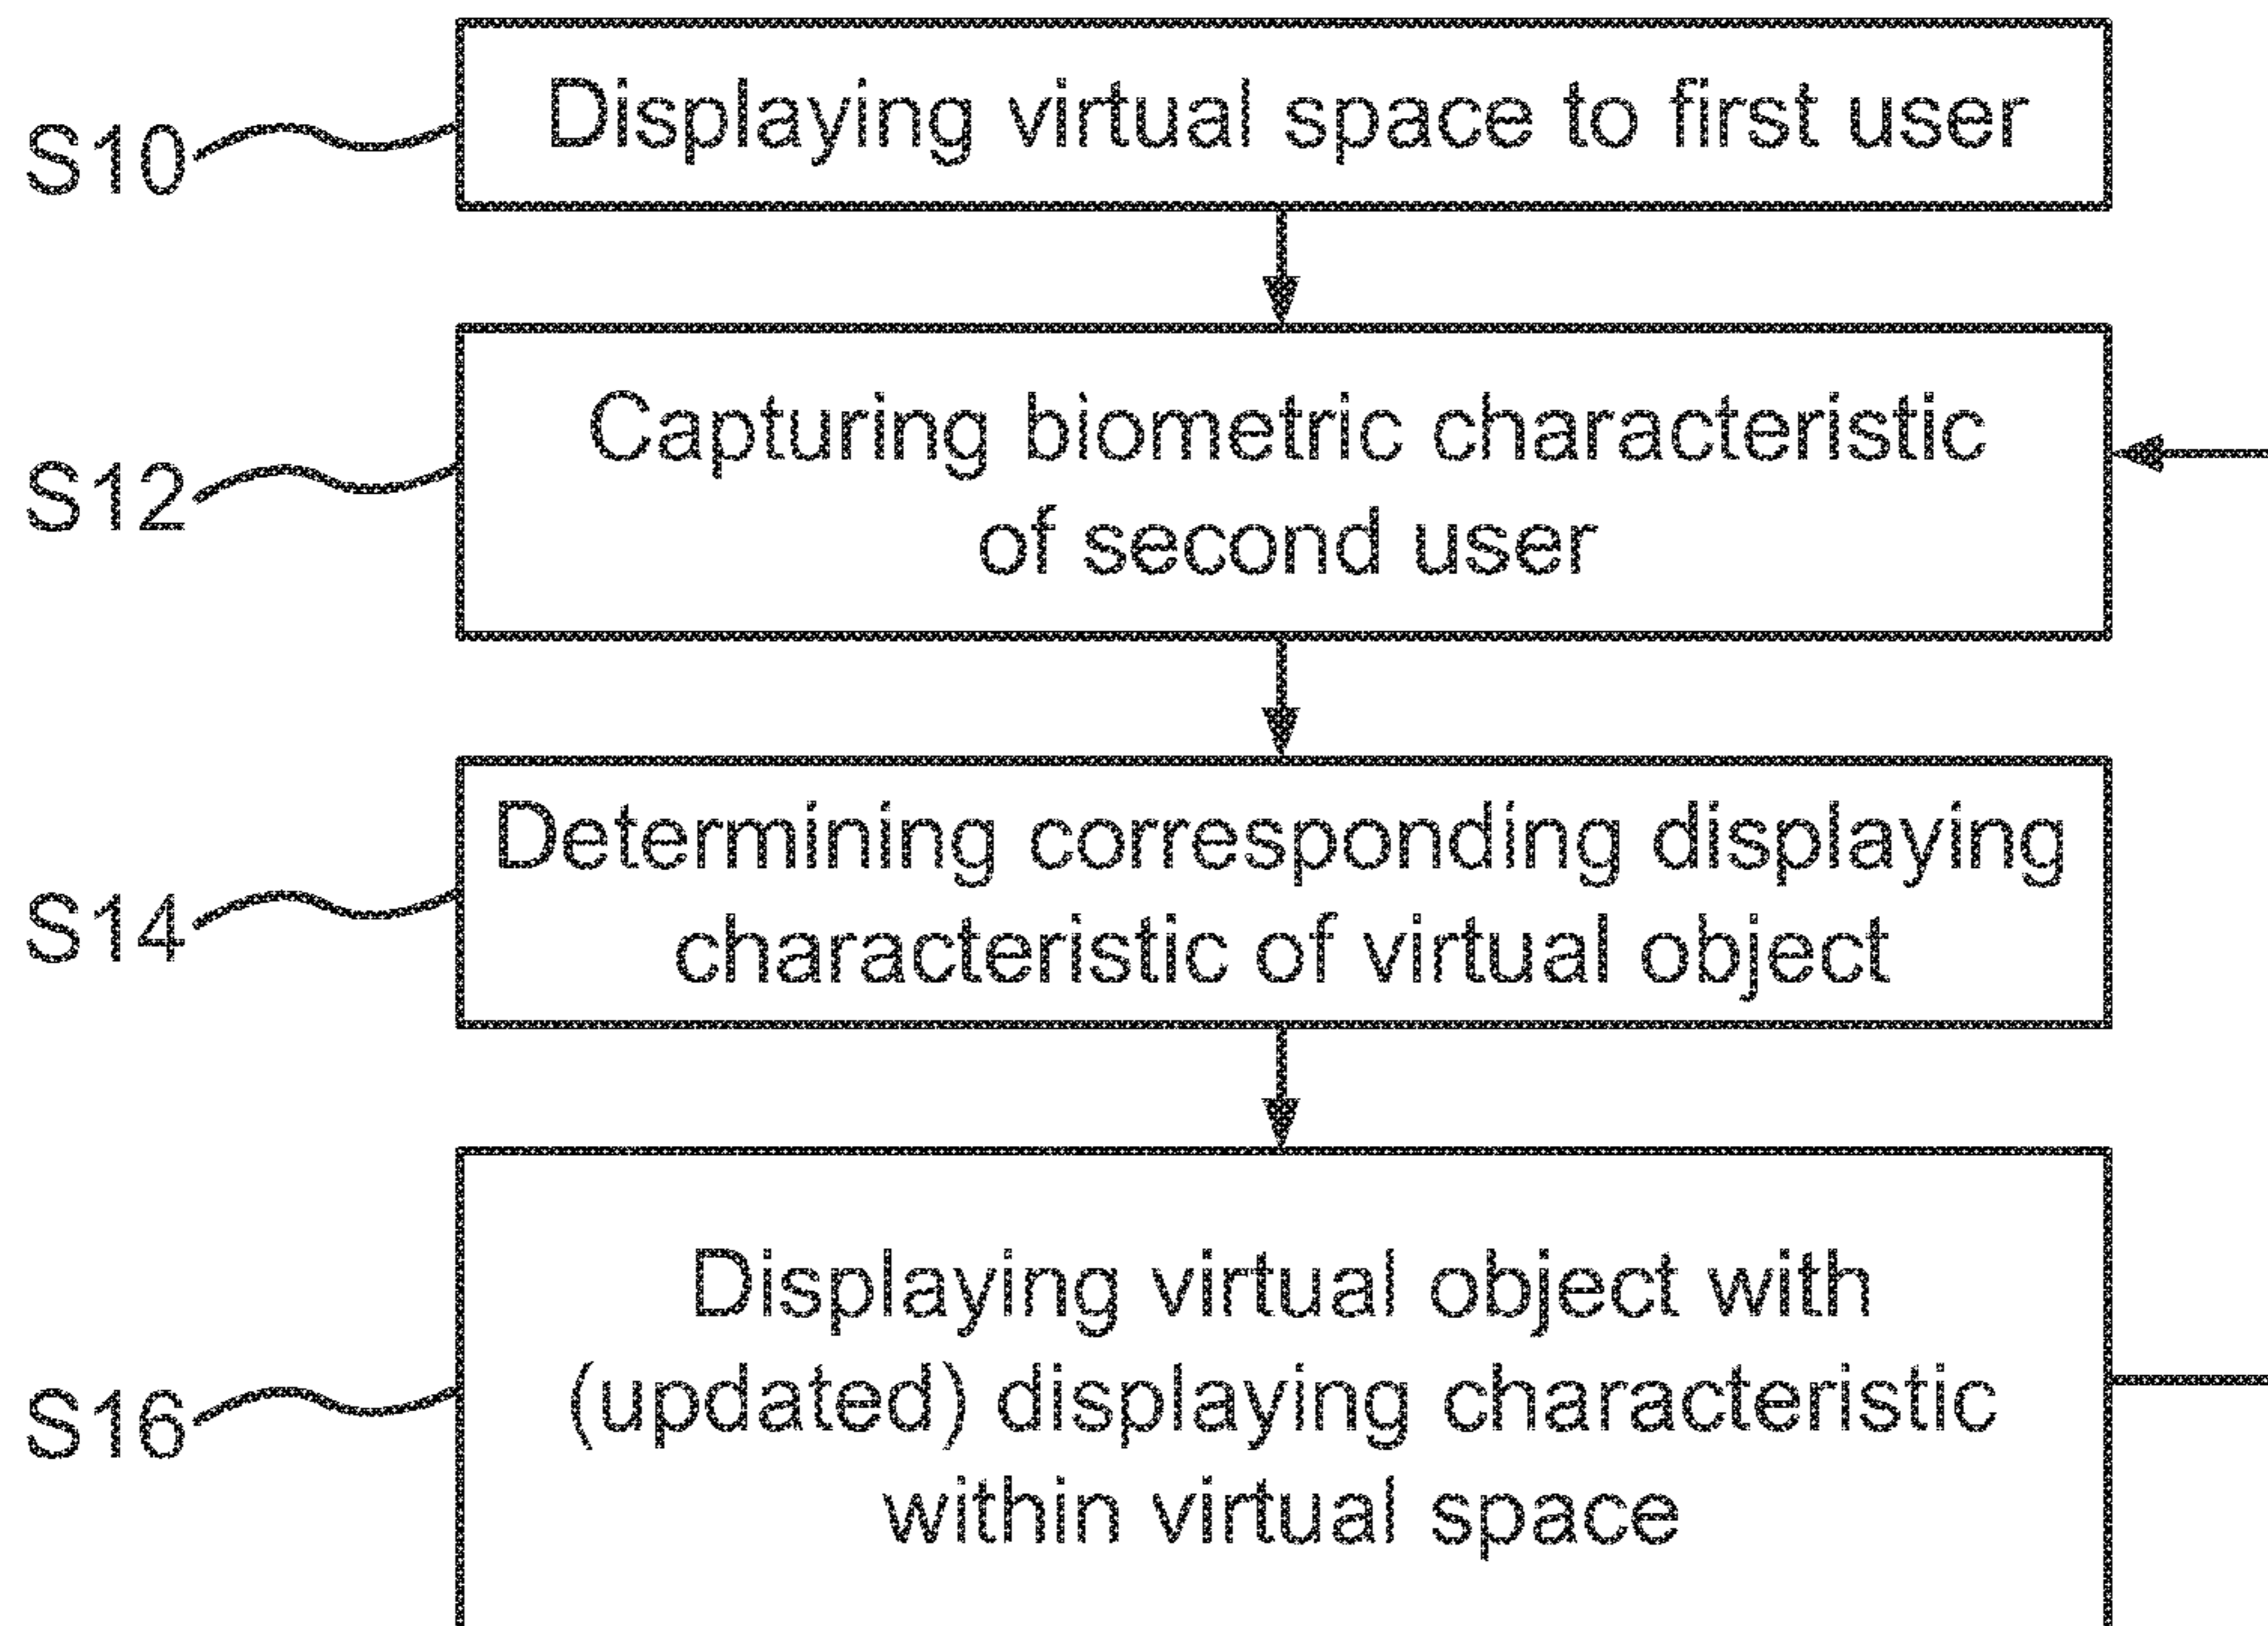 S10
Displaying virtual space to first user
S12
Capturing biometric characteristic
of second user
S14
Determining corresponding displaying
characteristic of virtual object
S16
Displaying virtual object with
(updated) displaying characteristic
within virtual space